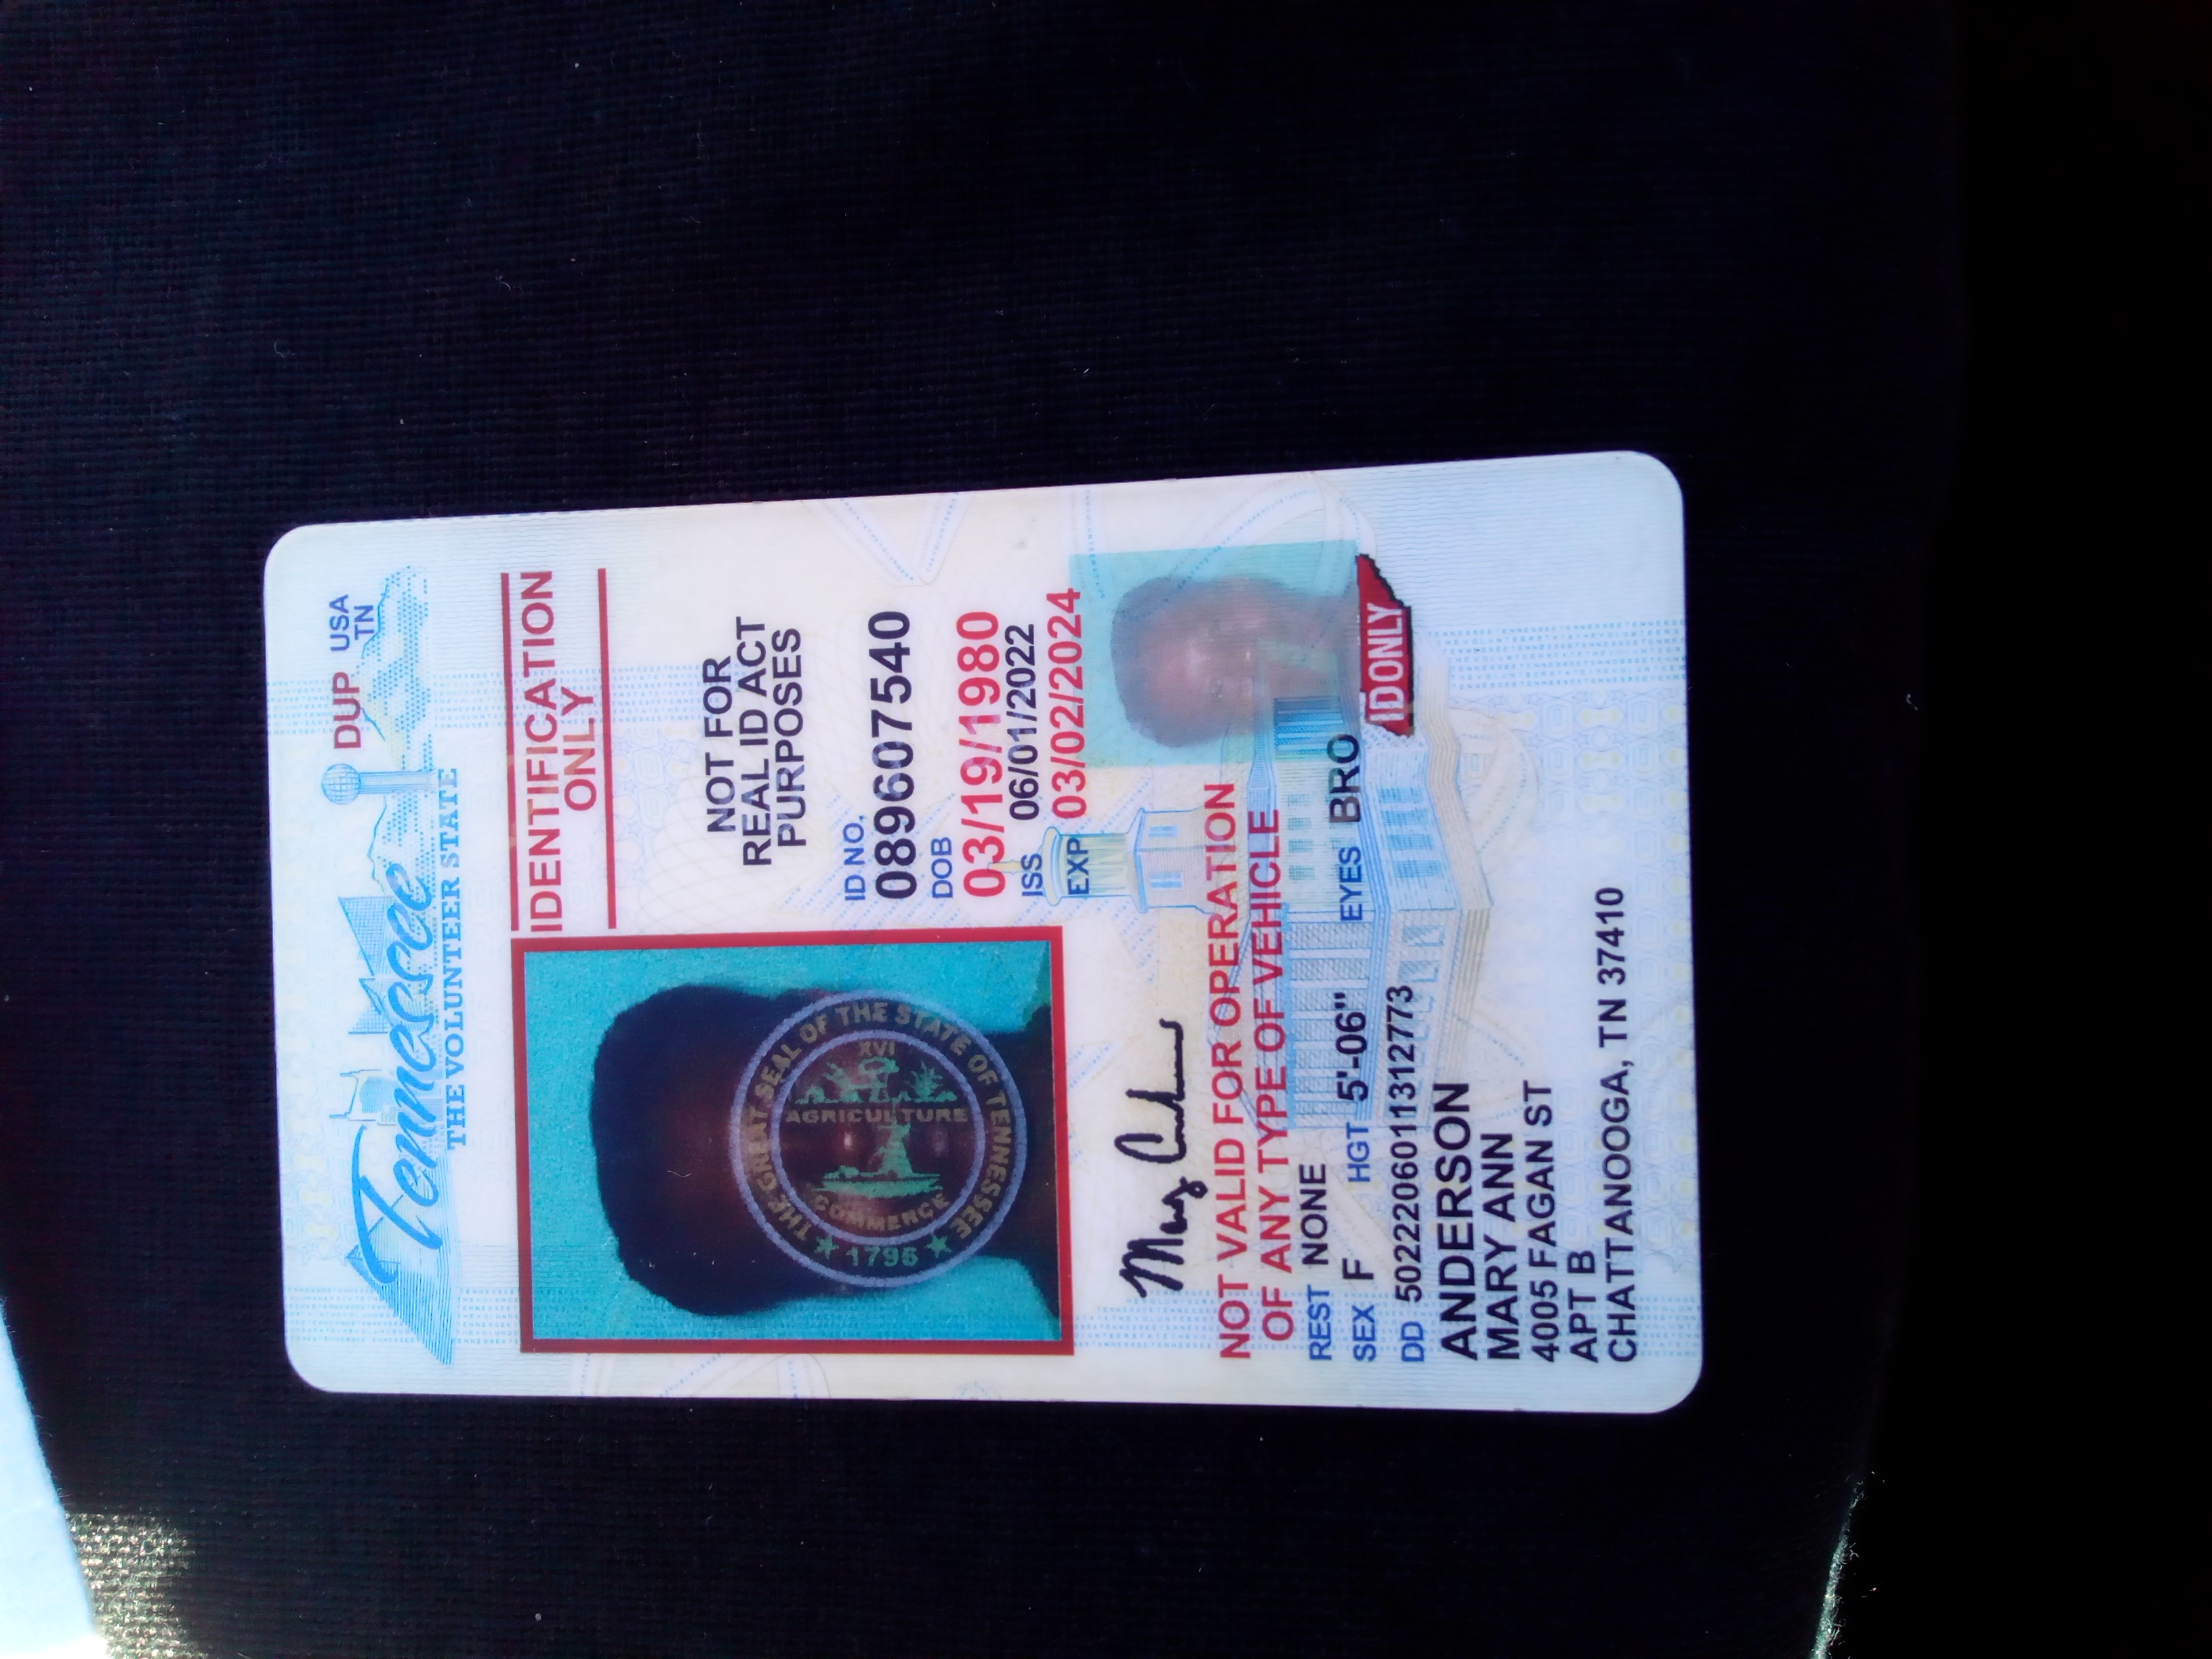 Tennessee
THE VOLUNTEER STATE
DUP USA
TN
IDENTIFICATION
ONLY
NOT FOR
REAL ID ACT
PURPOSES
ID NO.
089607540
DOB
03/19/1980
ISS 06/01/2022
EXP 03/02/2024
THE GREAT SEAL OF THE STATE OF TENNESSEE
XVI
AGRICULTURE
COMMERCE
1796
NOT VALID FOR OPERATION
OF ANY TYPE OF VEHICLE
REST NONE
SEX F HGT 5'-06" EYES BRO
ID ONLY
DD 5022206011312773
ANDERSON
MARY ANN
4005 FAGAN ST
APT B
CHATTANOOGA, TN 37410